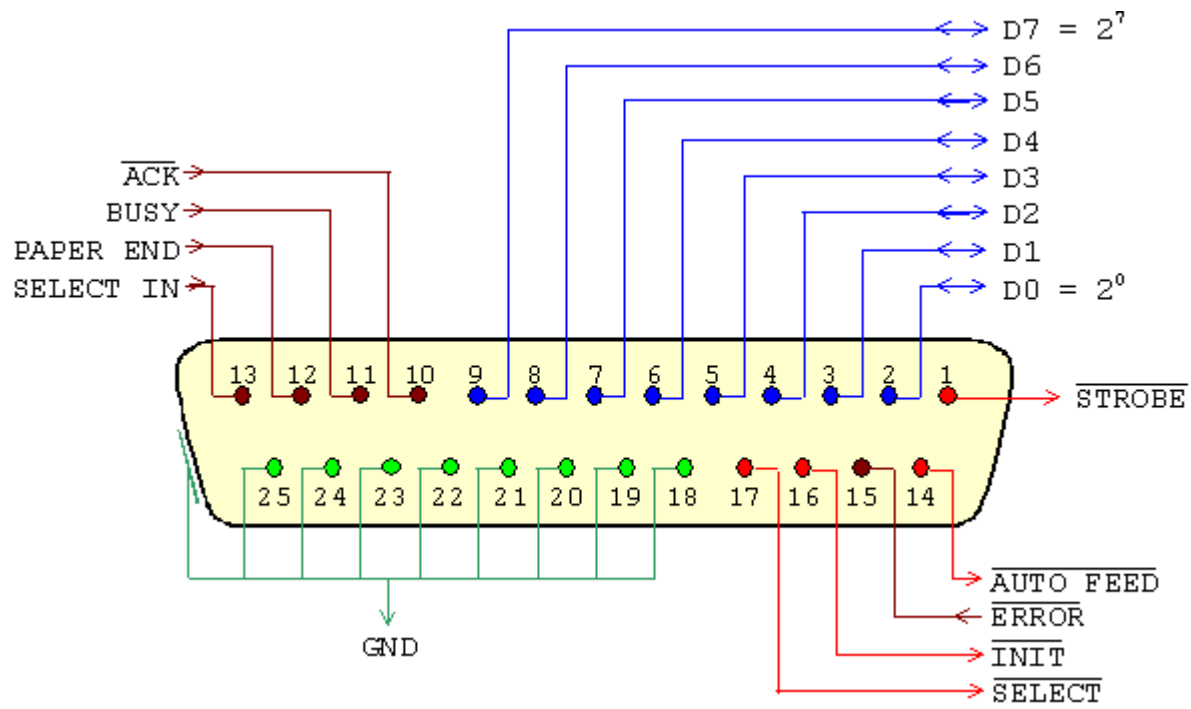 D7 = 2⁷
D6
D5
D4
D3
D2
D1
D0 = 2⁰
ACK
BUSY
PAPER END
SELECT IN
13 12 11 10 9 8 7 6 5 4 3 2 1
STROBE
25 24 23 22 21 20 19 18 17 16 15 14
AUTO FEED
ERROR
INIT
SELECT
GND